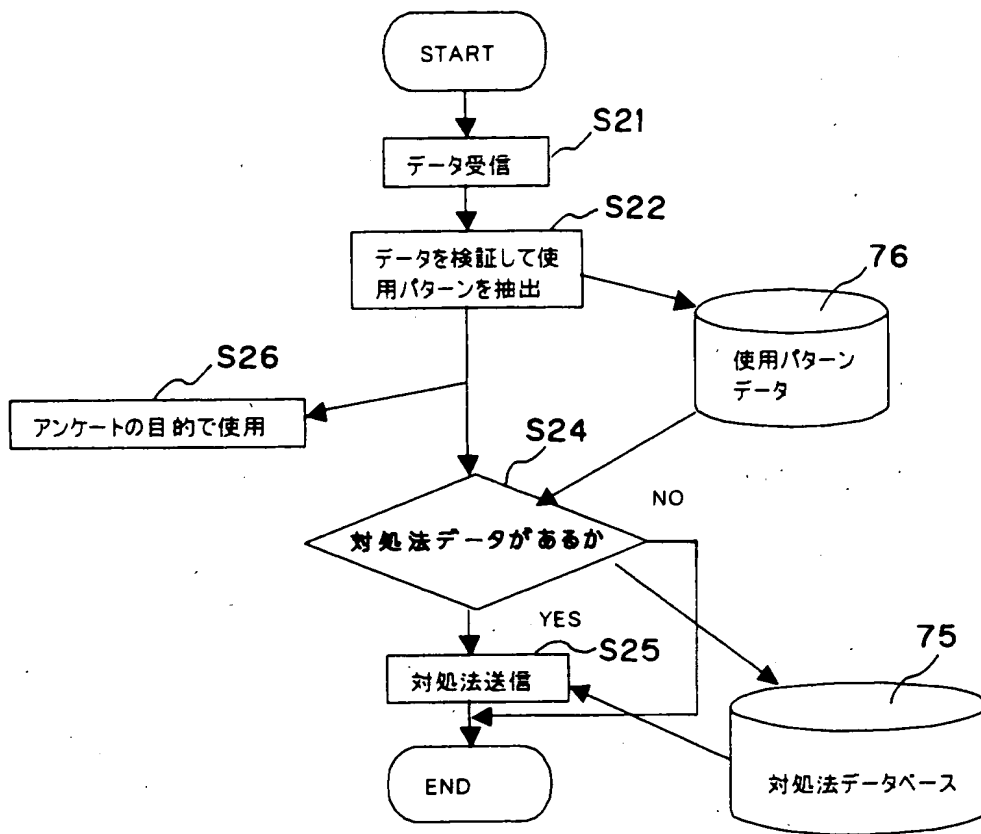 START
S21
データ受信
S22
データを検証して使
用パターンを抽出
76
使用パターン
データ
S26
アンケートの目的で使用
S24
NO
対処法データがあるか
YES
S25
対処法送信
75
対処法データベース
END